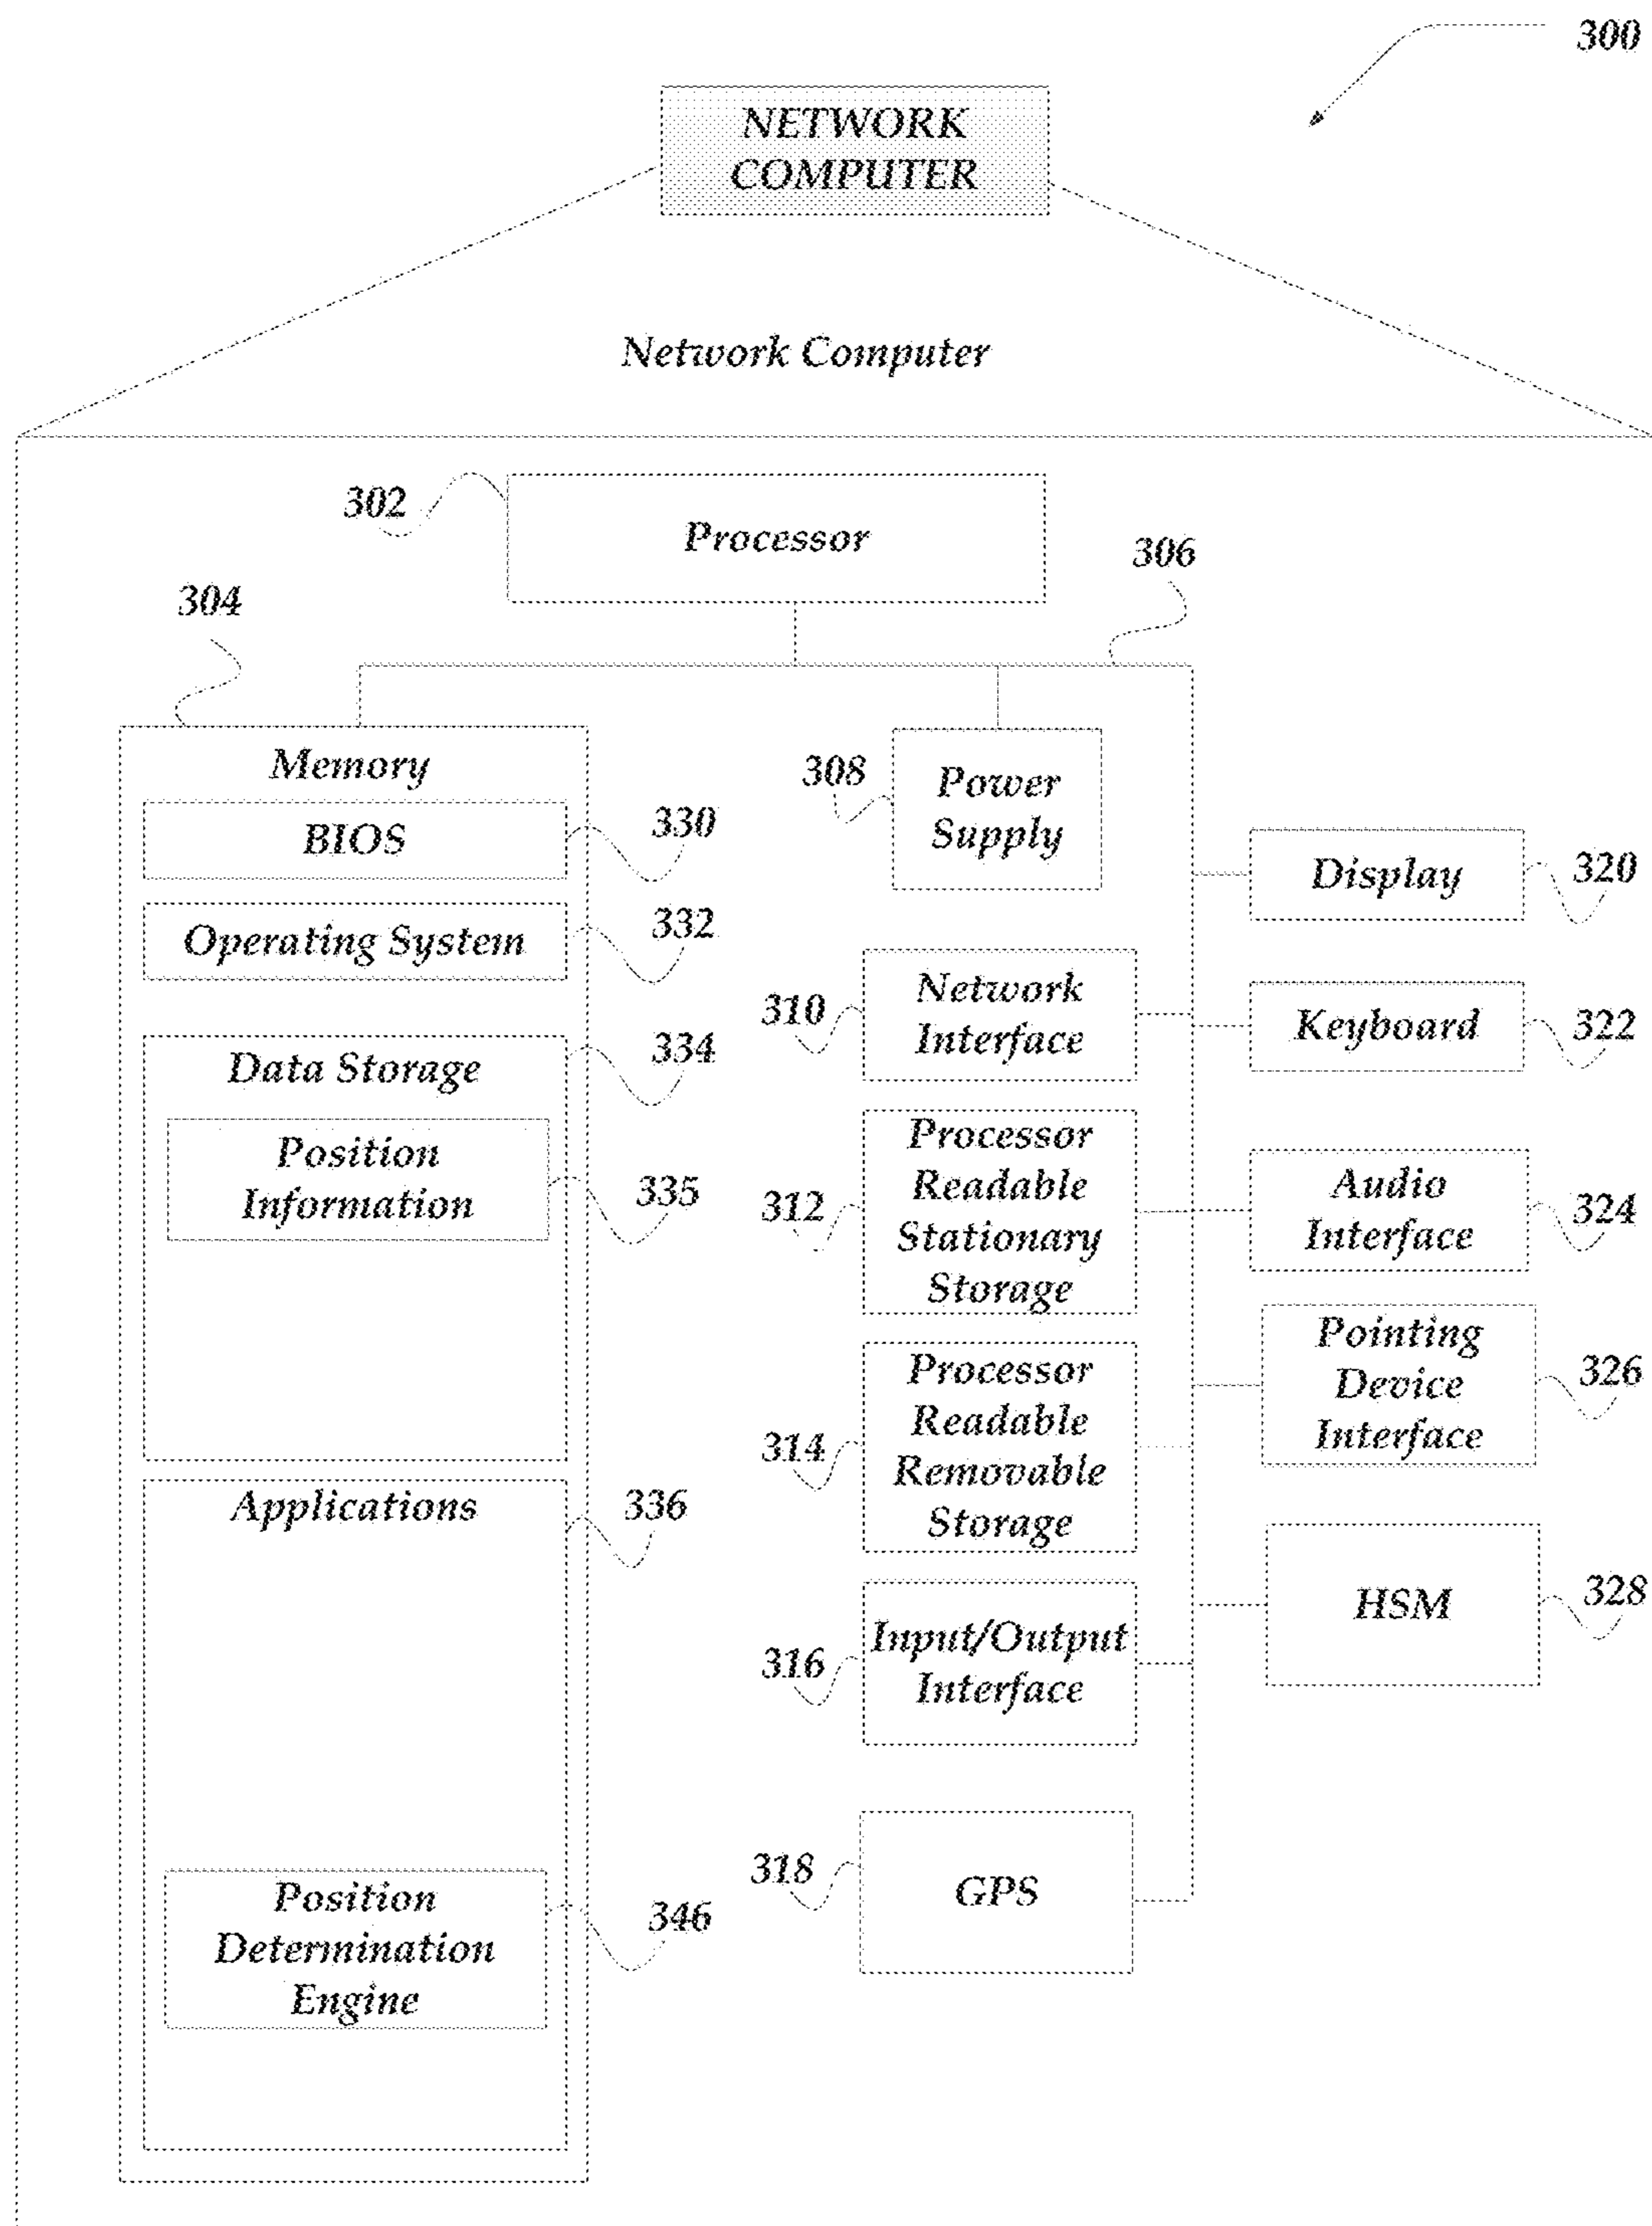 300
NETWORK
COMPUTER
Network Computer
302
Processor
306
304
Memory
BIOS
330
Operating System
332
Data Storage
334
Position
Information
335
Applications
336
Position
Determination
Engine
346
308
Power
Supply
310
Network
Interface
312
Processor
Readable
Stationary
Storage
314
Processor
Readable
Removable
Storage
316
Input/Output
Interface
318
GPS
Display
320
Keyboard
322
Audio
Interface
324
Pointing
Device
Interface
326
HSM
328